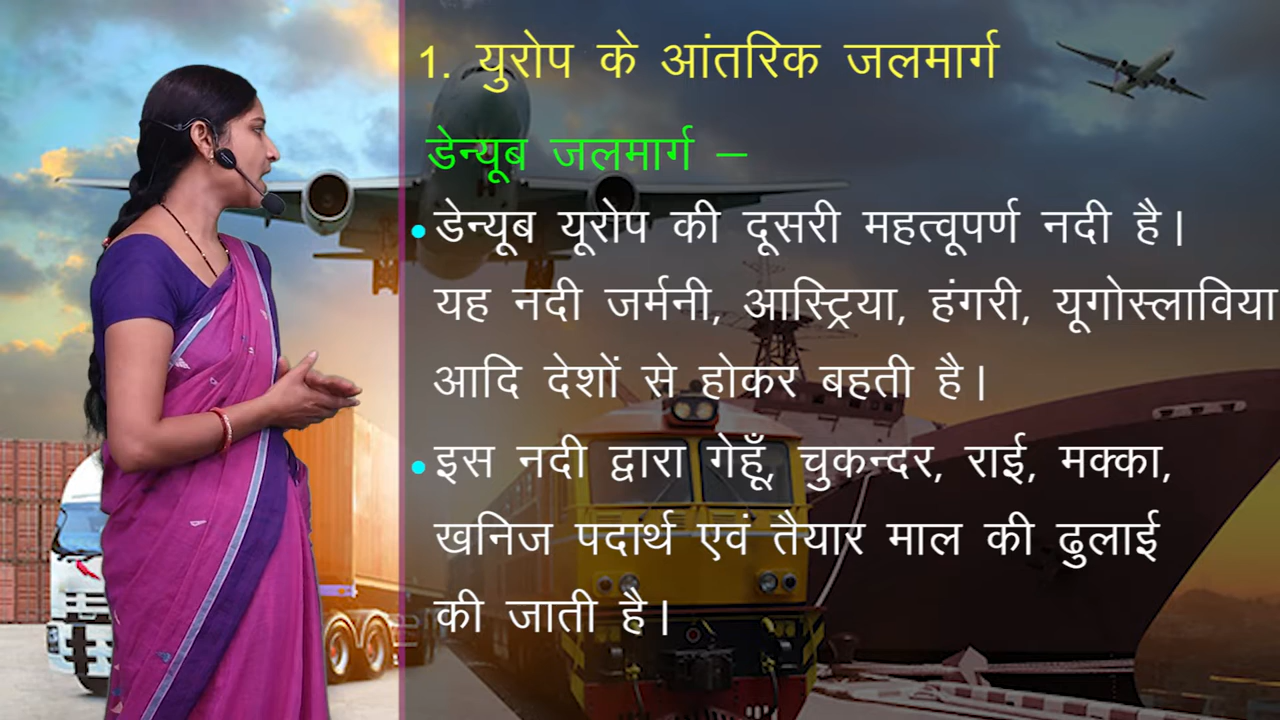 1. युरोप के आंतरिक जलमार्ग
डेन्यूब जलमार्ग –
• डेन्यूब यूरोप की दूसरी महत्वूपर्ण नदी है।
यह नदी जर्मनी, आस्ट्रिया, हंगरी, यूगोस्लाविया
आदि देशों से होकर बहती है।
• इस नदी द्वारा गेहूँ, चुकन्दर, राई, मक्का,
खनिज पदार्थ एवं तैयार माल की ढुलाई
की जाती है।